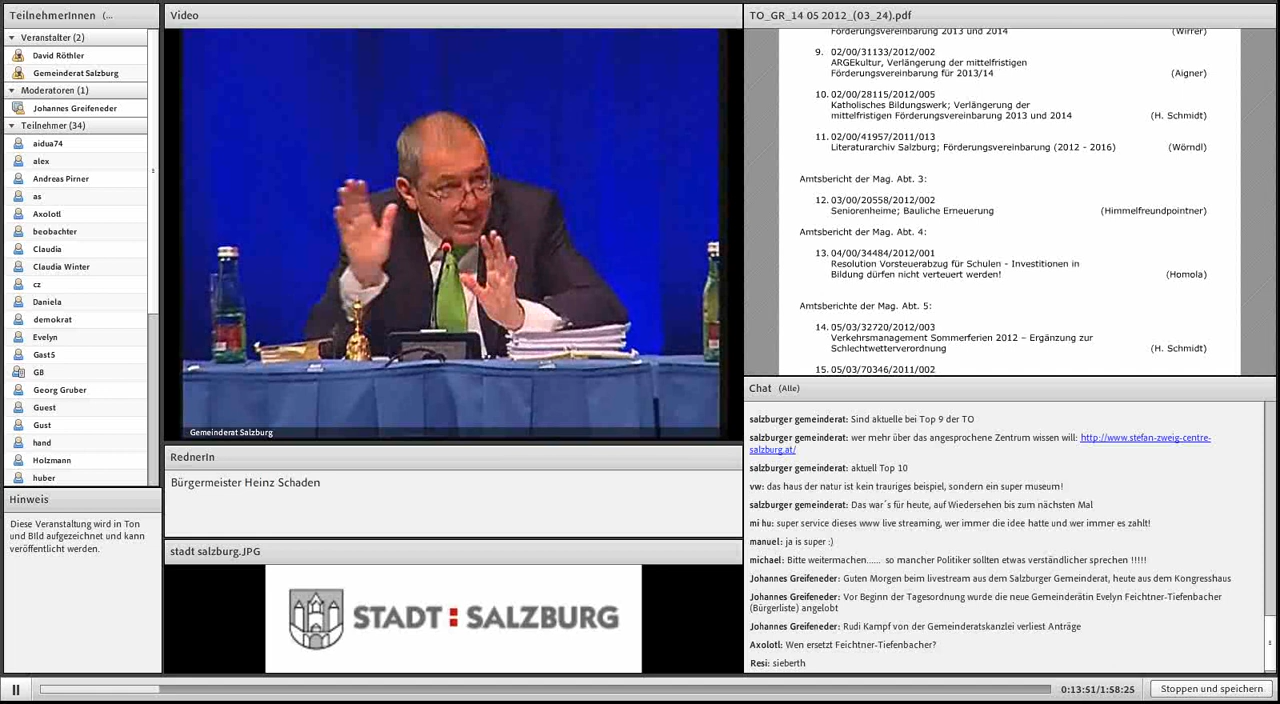 TeilnehmerInnen (...
Veranstalter (2)
David Röthler
Gemeinderat Salzburg
Moderatoren (1)
Johannes Greifeneder
Teilnehmer (34)
aidua74
alex
Andreas Pirner
as
Axolotl
beobachter
Claudia
Claudia Winter
cz
Daniela
demokrat
Evelyn
Gast5
GB
Georg Gruber
Guest
Gust
hand
Holzmann
huber
Hinweis
Diese Veranstaltung wird in Ton
und BIld aufgezeichnet und kann
veröffentlicht werden.
Video
Gemeinderat Salzburg
RednerIn
Bürgermeister Heinz Schaden
stadt salzburg.JPG
STADT : SALZBURG
TO_GR_14 05 2012_(03_24).pdf
Förderungsvereinbarung 2013 und 2014 (Wirrer)
9. 02/00/31133/2012/002
ARGEkultur, Verlängerung der mittelfristigen
Förderungsvereinbarung für 2013/14 (Aigner)
10. 02/00/28115/2012/005
Katholisches Bildungswerk; Verlängerung der
mittelfristigen Förderungsvereinbarung 2013 und 2014 (H. Schmidt)
11. 02/00/41957/2011/013
Literaturarchiv Salzburg; Förderungsvereinbarung (2012 - 2016) (Wörndl)
Amtsbericht der Mag. Abt. 3:
12. 03/00/20558/2012/002
Seniorenheime; Bauliche Erneuerung (Himmelfreundpointner)
Amtsbericht der Mag. Abt. 4:
13. 04/00/34484/2012/001
Resolution Vorsteuerabzug für Schulen - Investitionen in
Bildung dürfen nicht verteuert werden! (Homola)
Amtsberichte der Mag. Abt. 5:
14. 05/03/32720/2012/003
Verkehrsmanagement Sommerferien 2012 – Ergänzung zur
Schlechtwetterverordnung (H. Schmidt)
15. 05/03/70346/2011/002
Chat (Alle)
salzburger gemeinderat: Sind aktuelle bei Top 9 der TO
salzburger gemeinderat: wer mehr über das angesprochene Zentrum wissen will: http://www.stefan-zweig-centre-
salzburg.at/
salzburger gemeinderat: aktuell Top 10
vw: das haus der natur ist kein trauriges beispiel, sondern ein super museum!
salzburger gemeinderat: Das war´s für heute, auf Wiedersehen bis zum nächsten Mal
mi hu: super service dieses www live streaming, wer immer die idee hatte und wer immer es zahlt!
manuel: ja is super :)
michael: Bitte weitermachen...... so mancher Politiker sollten etwas verständlicher sprechen !!!!!
Johannes Greifeneder: Guten Morgen beim livestream aus dem Salzburger Gemeinderat, heute aus dem Kongresshaus
Johannes Greifeneder: Vor Beginn der Tagesordnung wurde die neue Gemeinderätin Evelyn Feichtner-Tiefenbacher
(Bürgerliste) angelobt
Johannes Greifeneder: Rudi Kampf von der Gemeinderatskanzlei verliest Anträge
Axolotl: Wen ersetzt Feichtner-Tiefenbacher?
Resi: sieberth
0:13:51/1:58:25
Stoppen und speichern